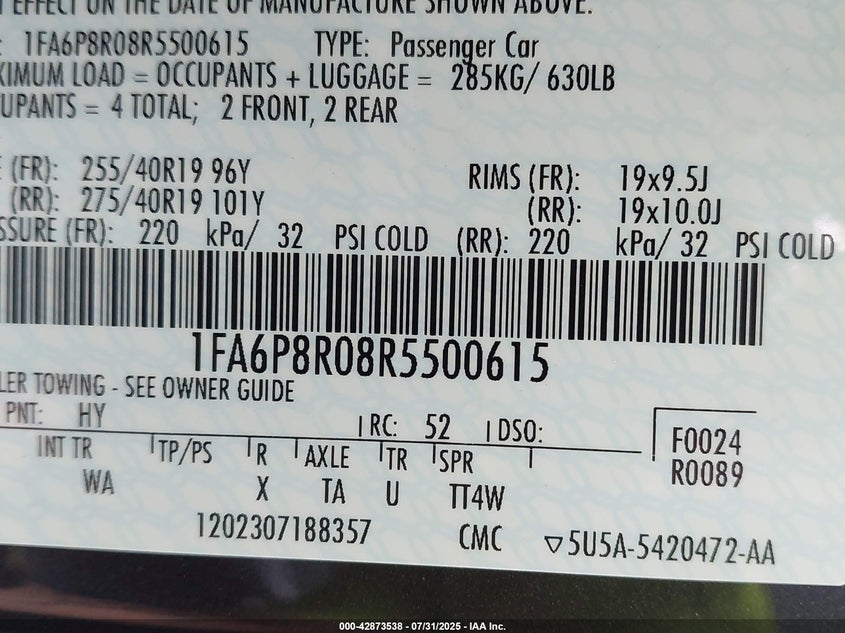 EFFECT ON THE DATE OF MANUFACTURE SHOWN ABOVE.
: 1FA6P8R08R5500615 TYPE: Passenger Car
XIMUM LOAD = OCCUPANTS + LUGGAGE = 285KG/ 630LB
UPANTS = 4 TOTAL; 2 FRONT, 2 REAR
(FR): 255/40R19 96Y RIMS (FR): 19x9.5J
(RR): 275/40R19 101Y (RR): 19x10.0J
SSURE (FR): 220 kPa/ 32 PSI COLD (RR): 220 kPa/ 32 PSI COLD
1FA6P8R08R5500615
LER TOWING - SEE OWNER GUIDE
PNT: HY RC: 52 DSO: F0024
INT TR TP/PS R AXLE TR SPR R0089
WA X TA U TT4W
1202307188357 CMC ▽5U5A-5420472-AA
000-42873538 - 07/31/2025 - IAA Inc.